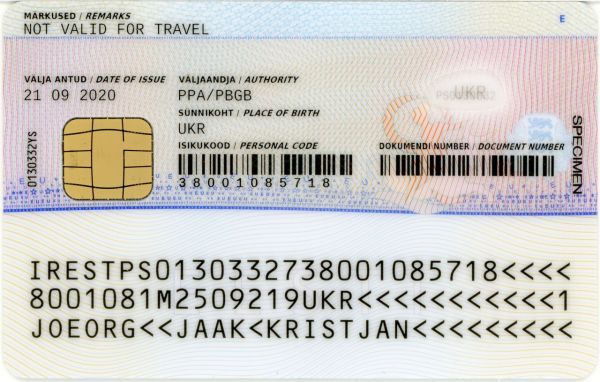 MÄRKUSED / REMARKS
NOT VALID FOR TRAVEL
E
VÄLJA ANTUD / DATE OF ISSUE
21 09 2020
VÄLJAANDJA / AUTHORITY
PPA/PBGB
SÜNNIKOHT / PLACE OF BIRTH
UKR
ISIKUKOOD / PERSONAL CODE
38001085718
UKR
DOKUMENDI NUMBER / DOCUMENT NUMBER
SPECIMEN
0130332YS
IRESTPS0130332738001085718<<<<
8001081M2509219UKR<<<<<<<<<<<1
JOEORG<<JAAK<KRISTJAN<<<<<<<<<